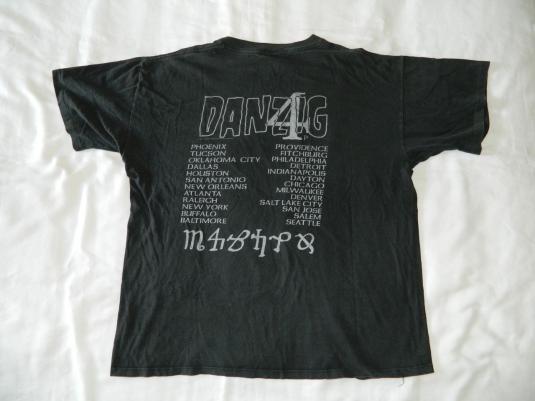 DANZIG
4
PHOENIX
TUCSON
OKLAHOMA CITY
DALLAS
HOUSTON
SAN ANTONIO
NEW ORLEANS
ATLANTA
RALEIGH
NEW YORK
BUFFALO
BALTIMORE
PROVIDENCE
FITCHBURG
PHILADELPHIA
DETROIT
INDIANAPOLIS
DAYTON
CHICAGO
MILWAUKEE
DENVER
SALT LAKE CITY
SAN JOSE
SALEM
SEATTLE